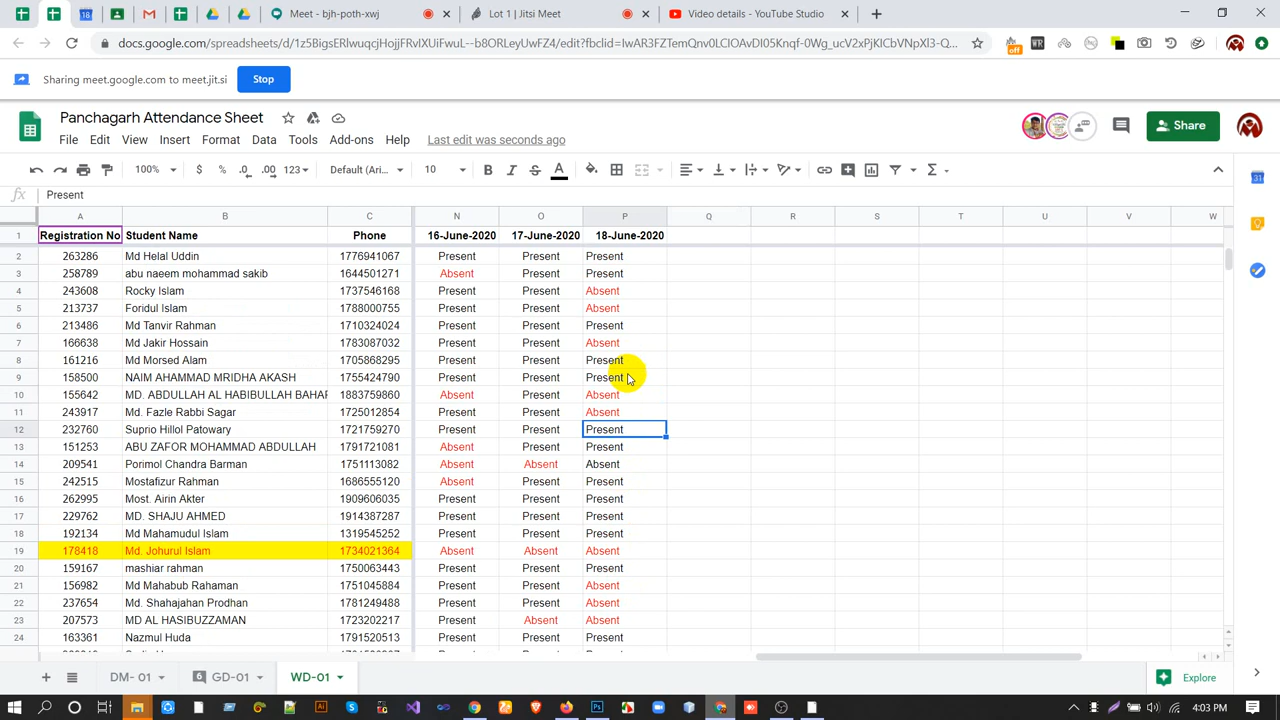 Meet - bjh-poth-xwj
Lot 1 | Jitsi Meet
Video details - YouTube Studio
docs.google.com/spreadsheets/d/1z5BigsERlwuqcjHojjFRvIXUiFwuL--b8ORLeyUwFZ4/edit?fbclid=IwAR3FZTemQnv0LCIOAvDI05Knqf-0Wg_ucV2xPjKICbVNpXl3-Q...
off
WR
Sharing meet.google.com to meet.jit.si Stop
Panchagarh Attendance Sheet
File Edit View Insert Format Data Tools Add-ons Help Last edit was seconds ago
Share
100% $ % .0 .00 123 Default (Ari... 10 B I S A
fx Present
A B C N O P Q R S T U V W
1 Registration No Student Name Phone 16-June-2020 17-June-2020 18-June-2020
2 263286 Md Helal Uddin 1776941067 Present Present Present
3 258789 abu naeem mohammad sakib 1644501271 Absent Present Present
4 243608 Rocky Islam 1737546168 Present Present Absent
5 213737 Foridul Islam 1788000755 Present Present Absent
6 213486 Md Tanvir Rahman 1710324024 Present Present Present
7 166638 Md Jakir Hossain 1783087032 Present Present Absent
8 161216 Md Morsed Alam 1705868295 Present Present Present
9 158500 NAIM AHAMMAD MRIDHA AKASH 1755424790 Present Present Present
10 155642 MD. ABDULLAH AL HABIBULLAH BAHAR 1883759860 Absent Present Absent
11 243917 Md. Fazle Rabbi Sagar 1725012854 Present Present Absent
12 232760 Suprio Hillol Patowary 1721759270 Present Present Present
13 151253 ABU ZAFOR MOHAMMAD ABDULLAH 1791721081 Absent Present Present
14 209541 Porimol Chandra Barman 1751113082 Absent Absent Absent
15 242515 Mostafizur Rahman 1686555120 Absent Present Present
16 262995 Most. Airin Akter 1909606035 Present Present Present
17 229762 MD. SHAJU AHMED 1914387287 Present Present Present
18 192134 Md Mahamudul Islam 1319545252 Present Present Present
19 178418 Md. Johurul Islam 1734021364 Absent Absent Absent
20 159167 mashiar rahman 1750063443 Present Present Present
21 156982 Md Mahabub Rahaman 1751045884 Present Present Absent
22 237654 Md. Shahajahan Prodhan 1781249488 Present Present Absent
23 207573 MD AL HASIBUZZAMAN 1723202217 Present Absent Absent
24 163361 Nazmul Huda 1791520513 Present Present Present
DM- 01 GD-01 WD-01 Explore
4:03 PM